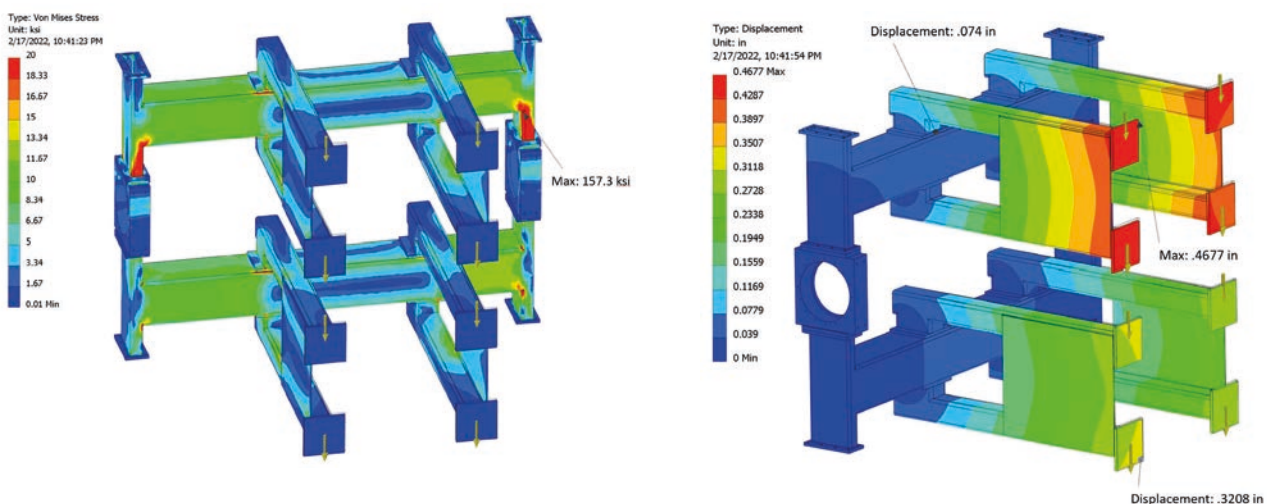 Type: Von Mises Stress
Unit: ksi
2/17/2022, 10:41:23 PM
20
18.33
16.67
15
13.34
11.67
10
8.34
6.67
5
3.34
1.67
0.01 Min
Max: 157.3 ksi
Type: Displacement
Unit: in
2/17/2022, 10:41:54 PM
0.4677 Max
0.4287
0.3897
0.3507
0.3118
0.2728
0.2338
0.1949
0.1559
0.1169
0.0779
0.039
0 Min
Displacement: .074 in
Max: .4677 in
Displacement: .3208 in